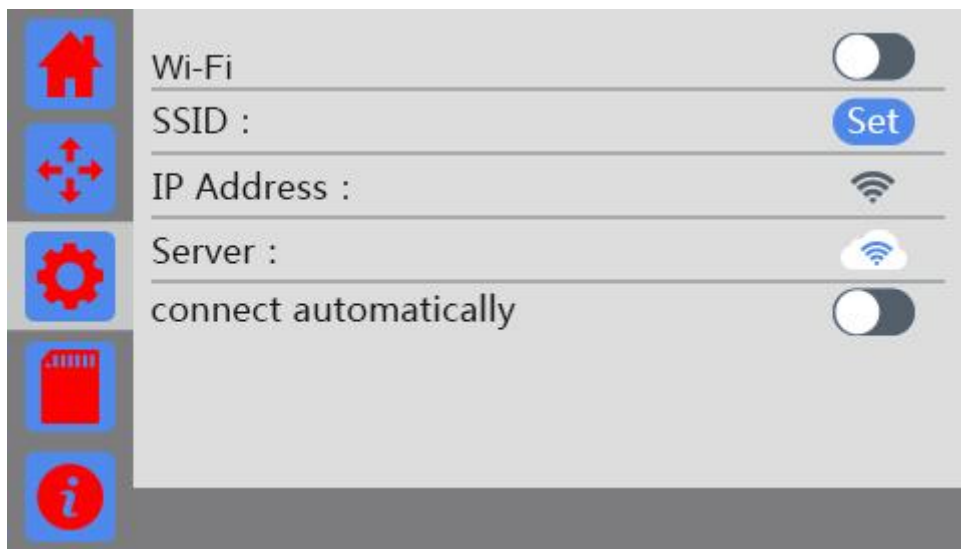 Wi-Fi
SSID : Set
IP Address :
Server :
connect automatically
i